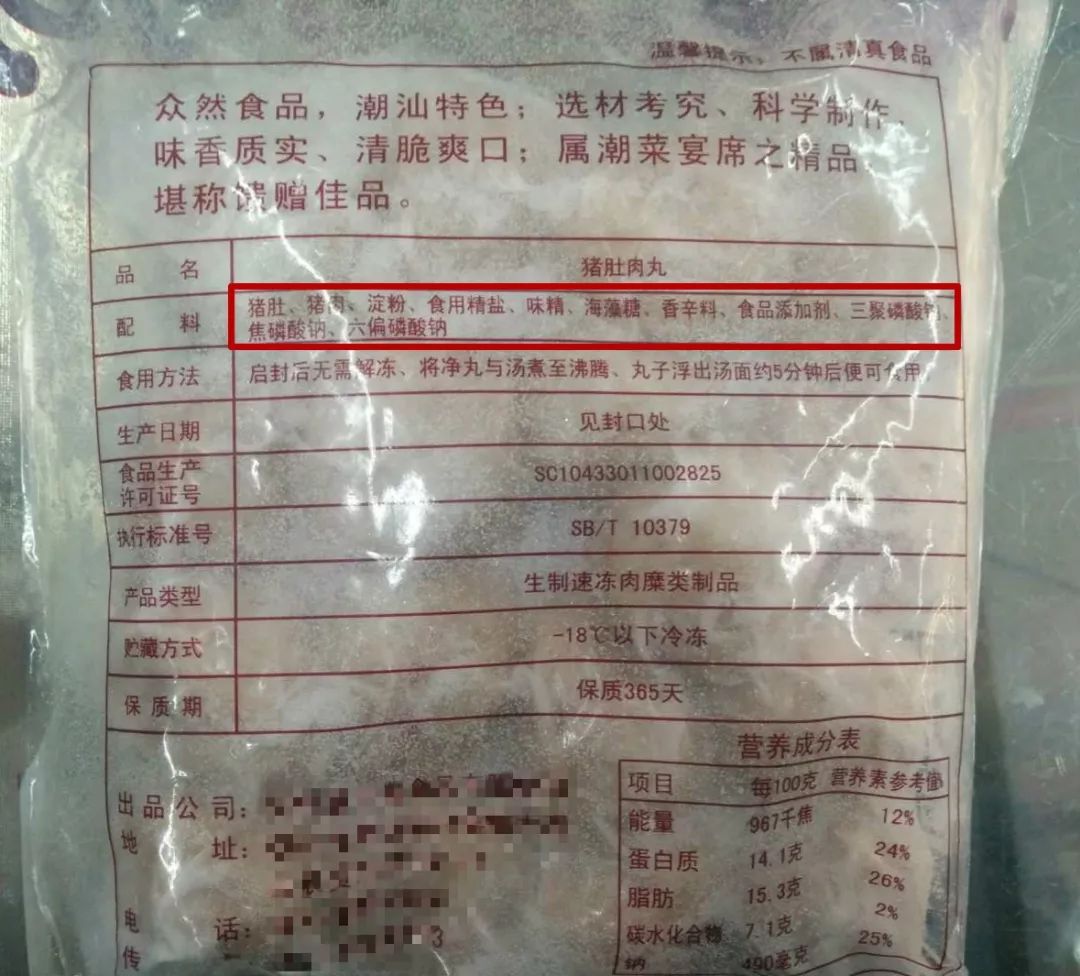 温馨提示，不属清真食品
众然食品，潮汕特色；选材考究、科学制作，
味香质实、清脆爽口；属潮菜宴席之精品，
堪称馈赠佳品。
品 名 猪肚肉丸
配 料 猪肚、猪肉、淀粉、食用精盐、味精、海藻糖、香辛料、食品添加剂、三聚磷酸钠、
焦磷酸钠、六偏磷酸钠
食用方法 启封后无需解冻、将净丸与汤煮至沸腾、丸子浮出汤面约5分钟后便可食用。
生产日期 见封口处
食品生产
许可证号 SC10433011002825
执行标准号 SB/T 10379
产品类型 生制速冻肉糜类制品
贮藏方式 -18℃以下冷冻
保 质 期 保质365天
出品公司：
地 址：
电 话： 3
传
营养成分表
项目 每100克 营养素参考值%
能量 967千焦 12%
蛋白质 14.1克 24%
脂肪 15.3克 26%
碳水化合物 7.1克 2%
钠 490毫克 25%